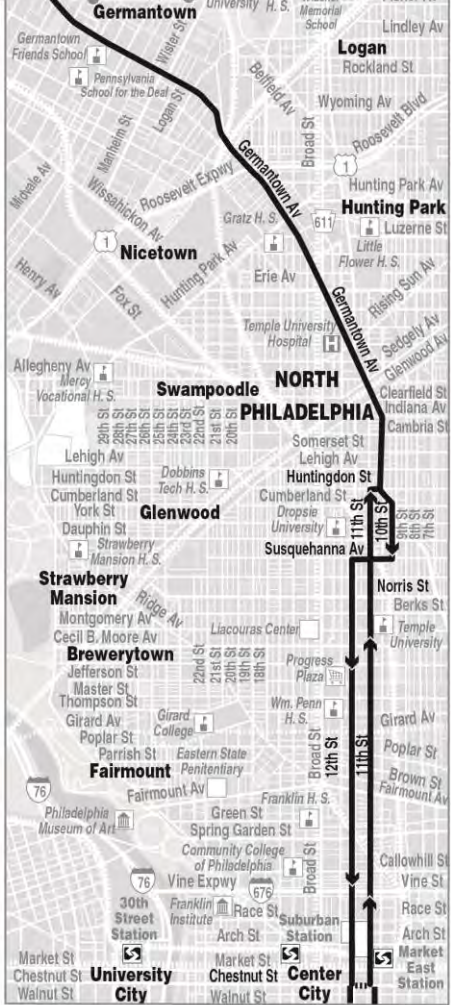 Germantown
University H. S.
Memorial
School
Lindley Av
Germantown
Friends School
Wister St
Logan
Rockland St
Pennsylvania
School for the Deaf
Belfield Av
Logan St
Manheim St
Wyoming Av
Broad St
Roosevelt Blvd
Midvale Av
Wissahickon Av
Roosevelt Expwy
Germantown Av
1
Hunting Park Av
Gratz H. S.
611
Hunting Park
Luzerne St
1
Nicetown
Little
Flower H. S.
Henry Av
Fox St
Hunting Park Av
Erie Av
Rising Sun Av
Germantown Av
Temple University
Hospital
H
Sedgely Av
Glenwood Av
Allegheny Av
Mercy
Vocational H. S.
Swampoodle
NORTH
PHILADELPHIA
Clearfield St
Indiana Av
Cambria St
29th St
28th St
27th St
26th St
25th St
24th St
23rd St
22nd St
21st St
20th St
Somerset St
Lehigh Av
Lehigh Av
Huntingdon St
Huntingdon St
Dobbins
Tech H. S.
Cumberland St
Cumberland St
York St
Glenwood
Dropsie
University
11th St
10th St
9th St
8th St
7th St
Dauphin St
Strawberry
Mansion H. S.
Susquehanna Av
Strawberry
Mansion
Norris St
Berks St
Ridge Av
Montgomery Av
Cecil B. Moore Av
Liacouras Center
Temple
University
Brewerytown
22nd St
21st St
20th St
19th St
18th St
Progress
Plaza
Jefferson St
Master St
Thompson St
Wm. Penn
H. S.
Girard Av
Girard
College
Girard Av
Poplar St
Broad St
12th St
11th St
Poplar St
Parrish St
Eastern State
Penitentiary
Fairmount
Brown St
Fairmount Av
76
Fairmount Av
Franklin H. S.
Philadelphia
Museum of Art
Green St
Spring Garden St
Community College
of Philadelphia
Broad St
Callowhill St
76
Vine Expwy
676
Vine St
30th
Street
Station
Franklin
Institute
Race St
Suburban
Station
Race St
Arch St
Arch St
Market St
Market St
Market
East
Station
Chestnut St
University
City
Chestnut St
Center
City
Walnut St
Walnut St